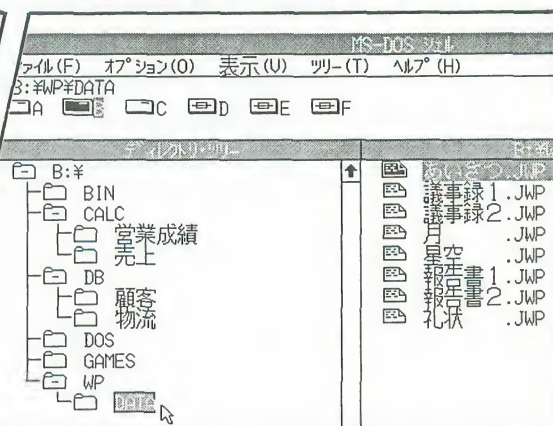 MS-DOS シェル
ファイル(F) オプション(O) 表示(V) ツリー(T) ヘルプ(H)
B:¥WP¥DATA
A B C D E F
ディレクトリ・ツリー
B:¥
BIN
CALC
営業成績
売上
DB
顧客
物流
DOS
GAMES
WP
DATA
B:¥
あいさつ.JWP
議事録1.JWP
議事録2.JWP
月 .JWP
星空 .JWP
報告書1.JWP
報告書2.JWP
礼状 .JWP